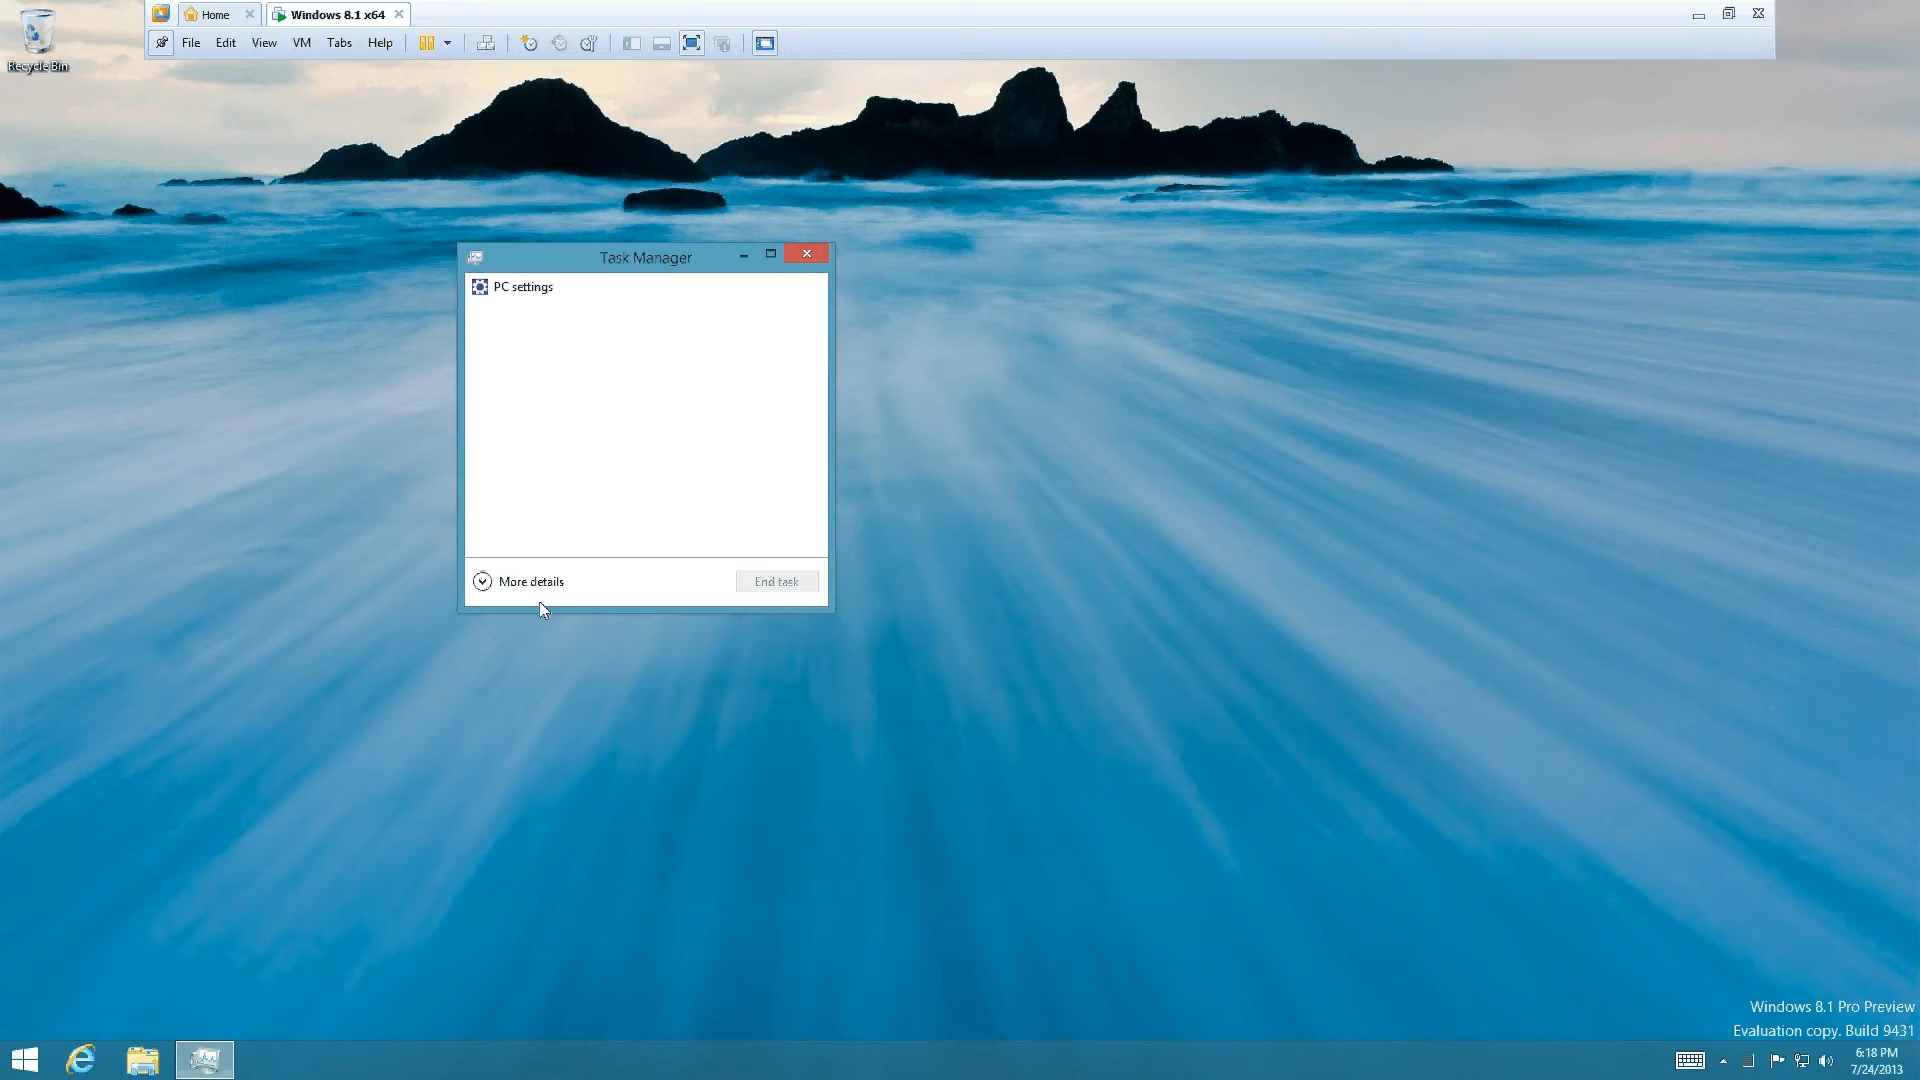 Home
Windows 8.1 x64
File Edit View VM Tabs Help
Recycle Bin
Task Manager
PC settings
More details
End task
Windows 8.1 Pro Preview
Evaluation copy. Build 9431
6:18 PM
7/24/2013